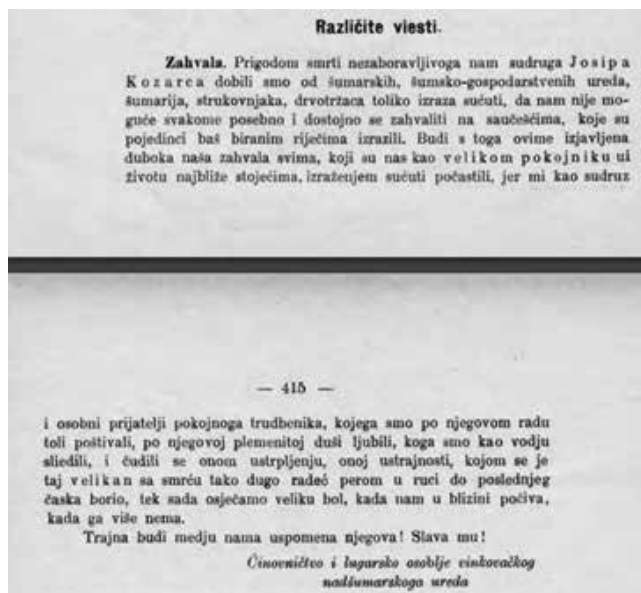 Različite viesti.
Zahvala. Prigodom smrti nezaboravljivoga nam sudruga Josipa
Kozarca dobili smo od šumarskih, šumsko-gospodarstvenih ureda,
šumarija, strukovnjaka, drvotržaca toliko izraza sućuti, da nam nije mo-
guće svakome posebno i dostojno se zahvaliti na saučešćima, koje su
pojedinci baš biranim riječima izrazili. Budi s toga ovime izjavljena
duboka naša zahvala svima, koji su nas kao velikom pokojniku ui
životu najbliže stojećima, izraženjem sućuti počastili, jer mi kao sudruz
— 415 —
i osobni prijatelji pokojnoga trudbenika, kojega smo po njegovom radu
toli poštivali, po njegovoj plemenitoj duši ljubili, koga smo kao vodju
sliedili, i čudili se onom ustrpljenju, onoj ustrajnosti, kojom se je
taj velikan sa smrću tako dugo radeć perom u ruci do poslednjeg
časka borio, tek sada osjećamo veliku bol, kada nam u blizini počiva,
kada ga više nema.
Trajna budi medju nama uspomena njegova! Slava mu!
Činovničtvo i lugarsko osoblje vinkovačkog
nadšumarskoga ureda